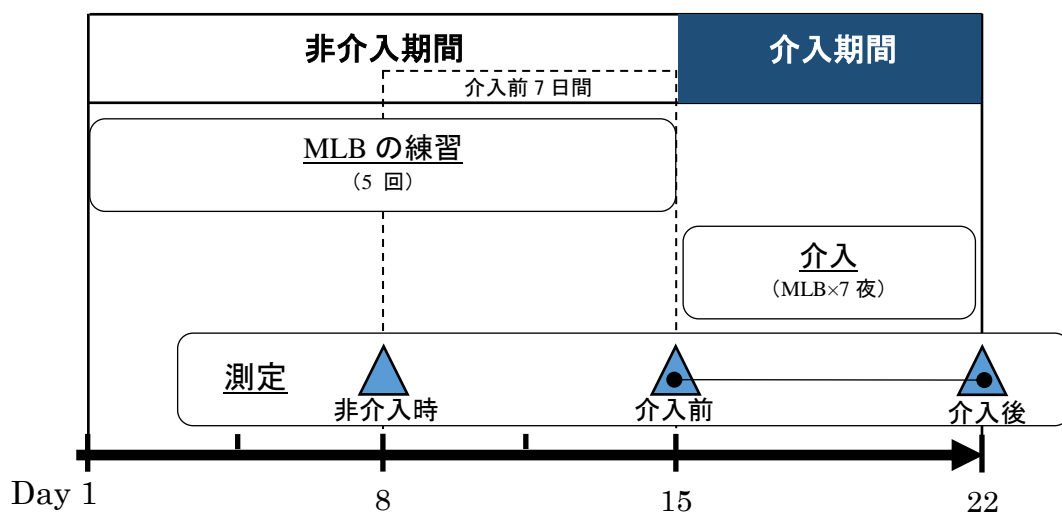 非介入期間
介入期間
介入前 7 日間
MLB の練習
（5 回）
介入
（MLB×7 夜）
測定
非介入時
介入前
介入後
Day 1
8
15
22